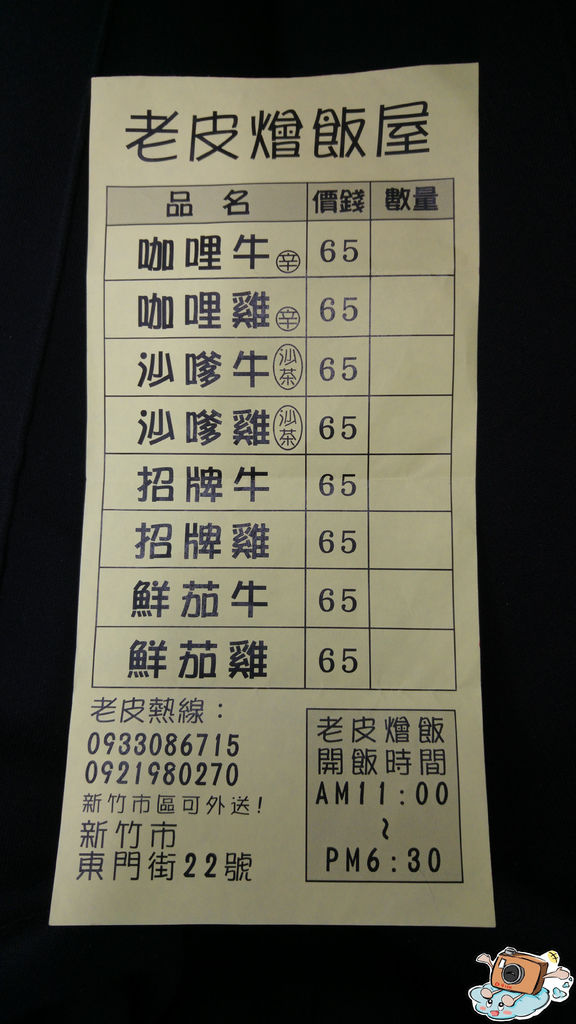 老皮燴飯屋
品名 價錢 數量
咖哩牛 辛 65
咖哩雞 辛 65
沙嗲牛 沙茶 65
沙嗲雞 沙茶 65
招牌牛 65
招牌雞 65
鮮茄牛 65
鮮茄雞 65
老皮熱線：
0933086715
0921980270
新竹市區可外送!
新竹市
東門街22號
老皮燴飯
開飯時間
AM11:00
~
PM6:30